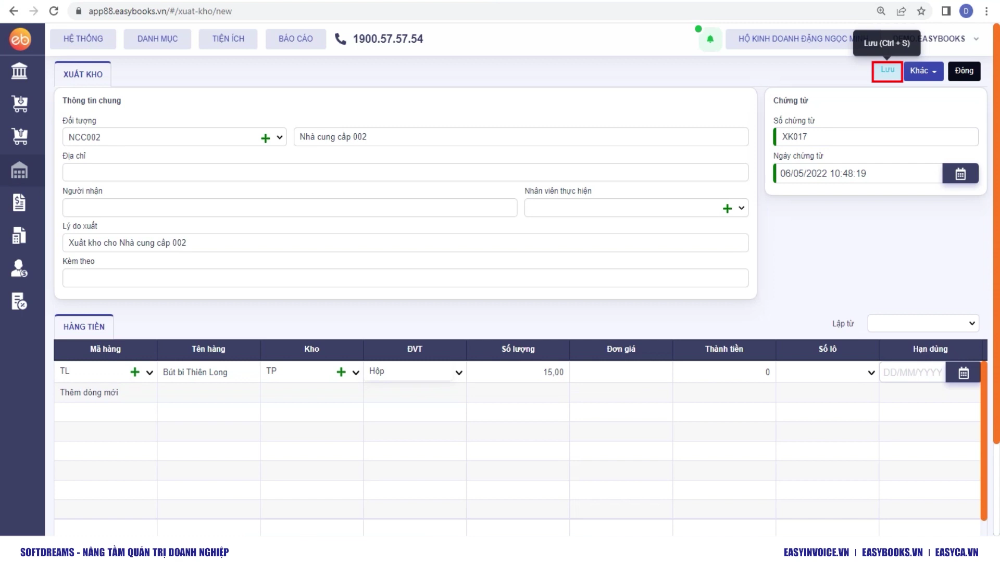 app88.easybooks.vn/#/xuat-kho/new
D
eb
HỆ THỐNG
DANH MỤC
TIỆN ÍCH
BÁO CÁO
1900.57.57.54
HỘ KINH DOANH ĐẶNG NGỌC MINH
DEMO.EASYBOOKS
Lưu (Ctrl + S)
XUẤT KHO
Lưu
Khác
Đóng
Thông tin chung
Đối tượng
NCC002
Nhà cung cấp 002
Địa chỉ
Người nhận
Nhân viên thực hiện
Lý do xuất
Xuất kho cho Nhà cung cấp 002
Kèm theo
Chứng từ
Số chứng từ
XK017
Ngày chứng từ
06/05/2022 10:48:19
HÀNG TIỀN
Lập từ
Mã hàng Tên hàng Kho ĐVT Số lượng Đơn giá Thành tiền Số lô Hạn dùng
TL Bút bi Thiên Long TP Hộp 15,00 0 DD/MM/YYYY
Thêm dòng mới
SOFTDREAMS - NÂNG TẦM QUẢN TRỊ DOANH NGHIỆP
EASYINVOICE.VN | EASYBOOKS.VN | EASYCA.VN